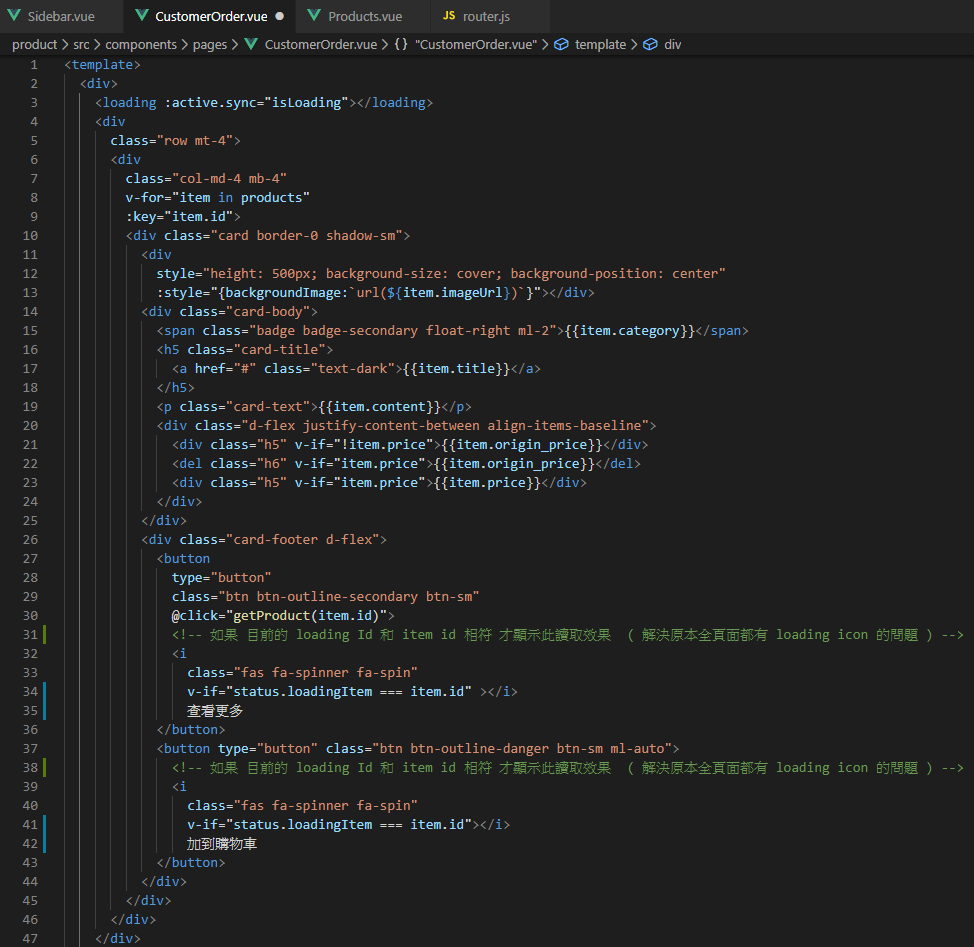 Sidebar.vue CustomerOrder.vue Products.vue JS router.js
product > src > components > pages > CustomerOrder.vue > {} "CustomerOrder.vue" > template > div
1 <template>
2 <div>
3 <loading :active.sync="isLoading"></loading>
4 <div
5 class="row mt-4">
6 <div
7 class="col-md-4 mb-4"
8 v-for="item in products"
9 :key="item.id">
10 <div class="card border-0 shadow-sm">
11 <div
12 style="height: 500px; background-size: cover; background-position: center"
13 :style="{backgroundImage:`url(${item.imageUrl})`}"></div>
14 <div class="card-body">
15 <span class="badge badge-secondary float-right ml-2">{{item.category}}</span>
16 <h5 class="card-title">
17 <a href="#" class="text-dark">{{item.title}}</a>
18 </h5>
19 <p class="card-text">{{item.content}}</p>
20 <div class="d-flex justify-content-between align-items-baseline">
21 <div class="h5" v-if="!item.price">{{item.origin_price}}</div>
22 <del class="h6" v-if="item.price">{{item.origin_price}}</del>
23 <div class="h5" v-if="item.price">{{item.price}}</div>
24 </div>
25 </div>
26 <div class="card-footer d-flex">
27 <button
28 type="button"
29 class="btn btn-outline-secondary btn-sm"
30 @click="getProduct(item.id)">
31 <!-- 如果 目前的 loading Id 和 item id 相符 才顯示此讀取效果 ( 解決原本全頁面都有 loading icon 的問題 ) -->
32 <i
33 class="fas fa-spinner fa-spin"
34 v-if="status.loadingItem === item.id" ></i>
35 查看更多
36 </button>
37 <button type="button" class="btn btn-outline-danger btn-sm ml-auto">
38 <!-- 如果 目前的 loading Id 和 item id 相符 才顯示此讀取效果 ( 解決原本全頁面都有 loading icon 的問題 ) -->
39 <i
40 class="fas fa-spinner fa-spin"
41 v-if="status.loadingItem === item.id"></i>
42 加到購物車
43 </button>
44 </div>
45 </div>
46 </div>
47 </div>